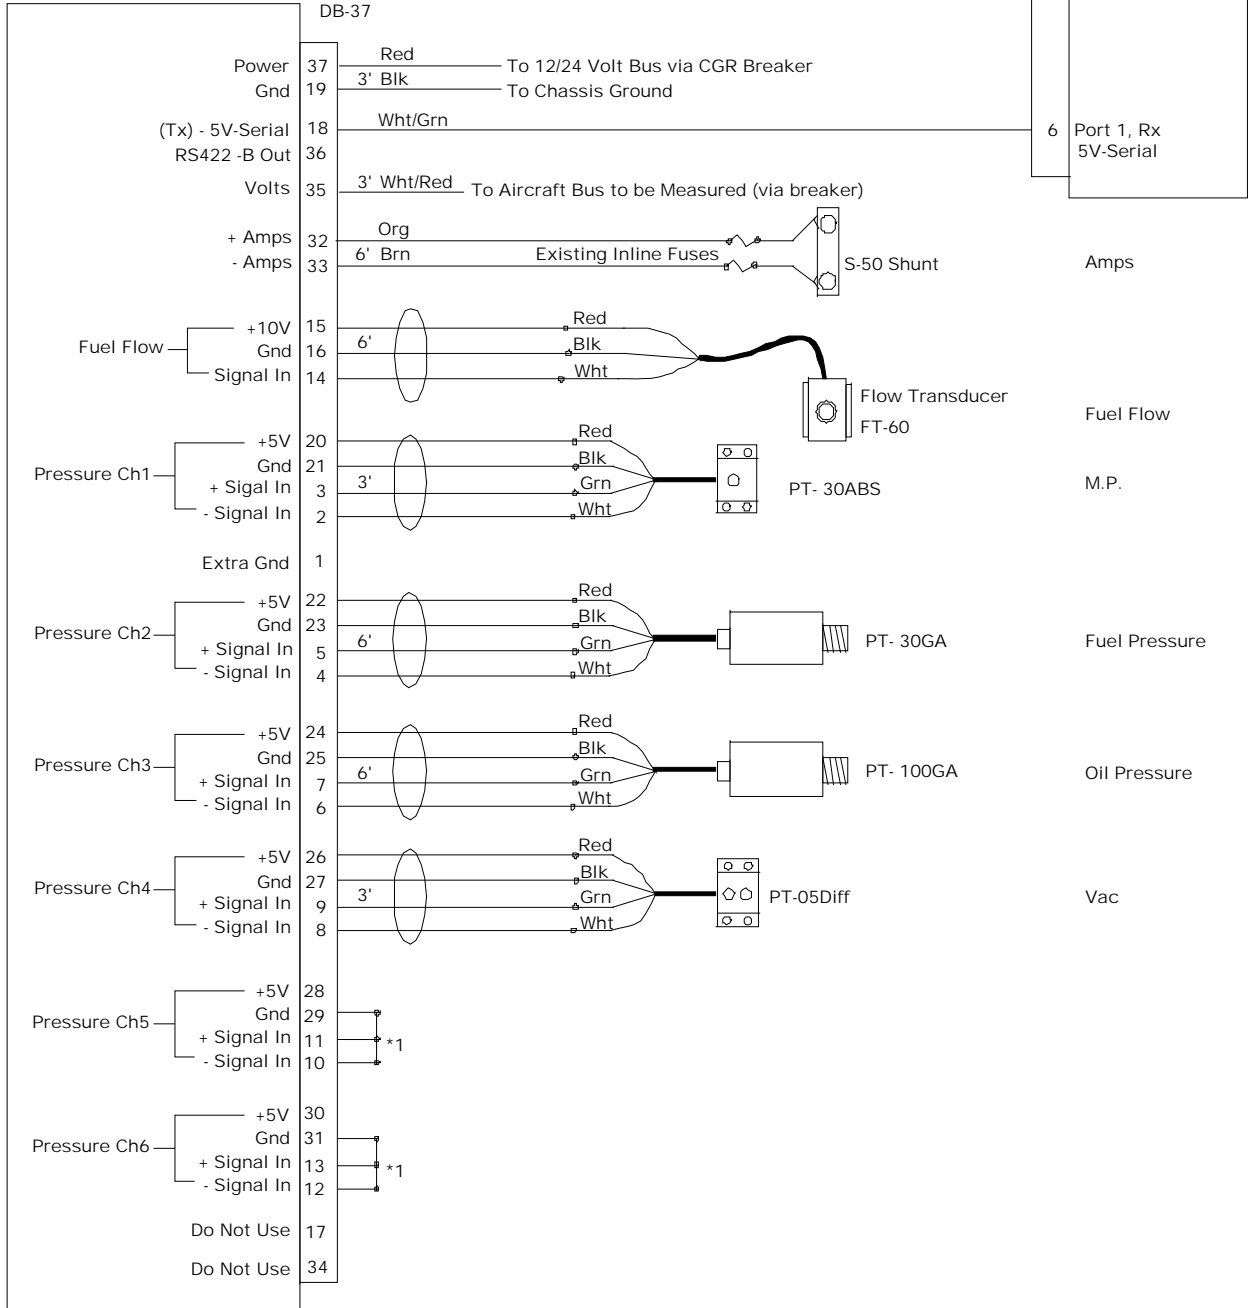 DB-37
Power 37 Red To 12/24 Volt Bus via CGR Breaker
Gnd 19 3' Blk To Chassis Ground
(Tx) - 5V-Serial 18 Wht/Grn 6 Port 1, Rx
RS422 -B Out 36 5V-Serial
Volts 35 3' Wht/Red To Aircraft Bus to be Measured (via breaker)
+ Amps 32 Org
- Amps 33 6' Brn Existing Inline Fuses S-50 Shunt Amps
+10V 15 Red
Fuel Flow Gnd 16 6' Blk
Signal In 14 Wht
Flow Transducer
FT-60 Fuel Flow
+5V 20 Red
Gnd 21 Blk
Pressure Ch1 + Sigal In 3 3' Grn PT- 30ABS M.P.
- Signal In 2 Wht
Extra Gnd 1
+5V 22 Red
Gnd 23 Blk
Pressure Ch2 + Signal In 5 6' Grn PT- 30GA Fuel Pressure
- Signal In 4 Wht
+5V 24 Red
Gnd 25 Blk
Pressure Ch3 + Signal In 7 6' Grn PT- 100GA Oil Pressure
- Signal In 6 Wht
+5V 26 Red
Gnd 27 Blk
Pressure Ch4 + Signal In 9 3' Grn PT-05Diff Vac
- Signal In 8 Wht
+5V 28
Gnd 29
Pressure Ch5 + Signal In 11 *1
- Signal In 10
+5V 30
Gnd 31
Pressure Ch6 + Signal In 13 *1
- Signal In 12
Do Not Use 17
Do Not Use 34